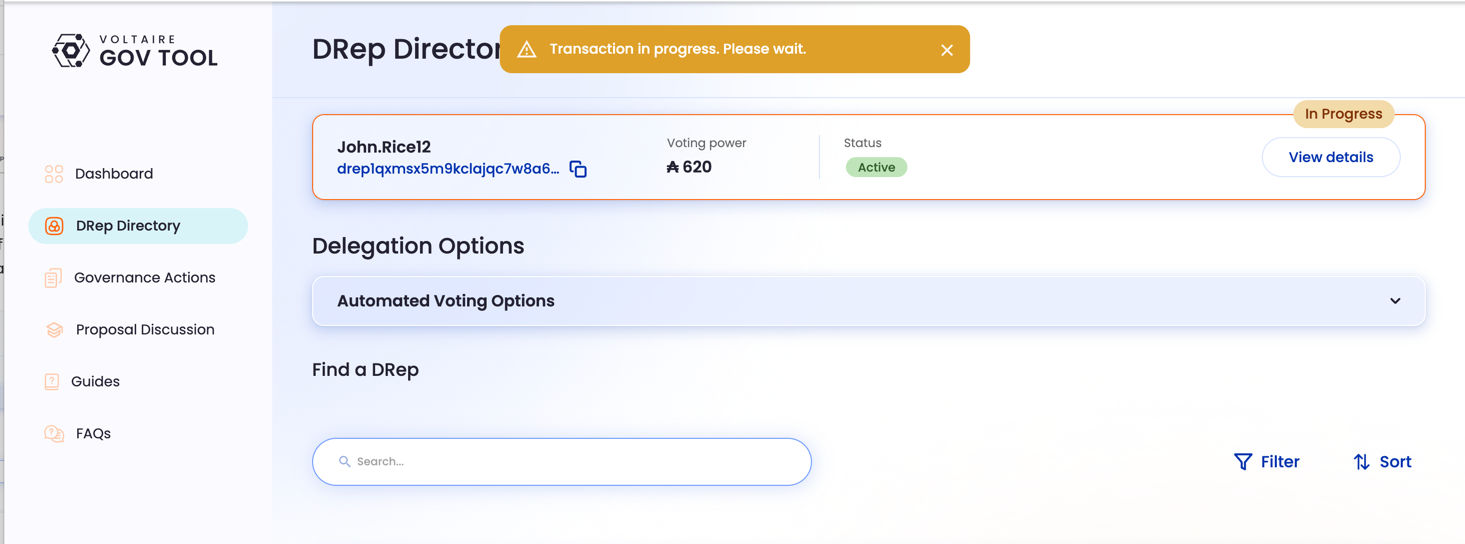 VOLTAIRE
GOV TOOL
Dashboard
DRep Directory
Governance Actions
Proposal Discussion
Guides
FAQs
DRep Director
Transaction in progress. Please wait.
In Progress
John.Rice12
drep1qxmsx5m9kclajqc7w8a6...
Voting power
₳ 620
Status
Active
View details
Delegation Options
Automated Voting Options
Find a DRep
Search...
Filter
Sort